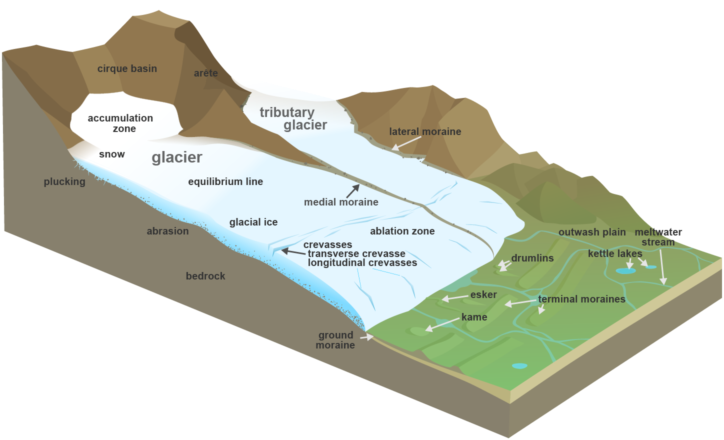 cirque basin
arete
accumulation
zone
tributary
glacier
lateral moraine
snow
glacier
plucking
equilibrium line
medial moraine
glacial ice
abrasion
ablation zone
crevasses
transverse crevasse
longitudinal crevasses
bedrock
outwash plain
meltwater
stream
kettle lakes
drumlins
esker
terminal moraines
kame
ground
moraine